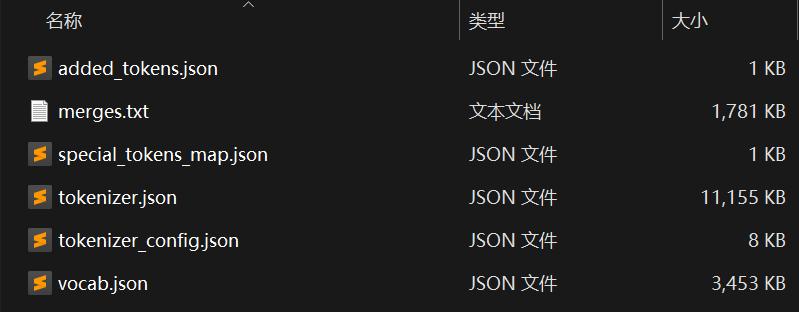 名称 类型 大小
added_tokens.json JSON 文件 1 KB
merges.txt 文本文档 1,781 KB
special_tokens_map.json JSON 文件 1 KB
tokenizer.json JSON 文件 11,155 KB
tokenizer_config.json JSON 文件 8 KB
vocab.json JSON 文件 3,453 KB